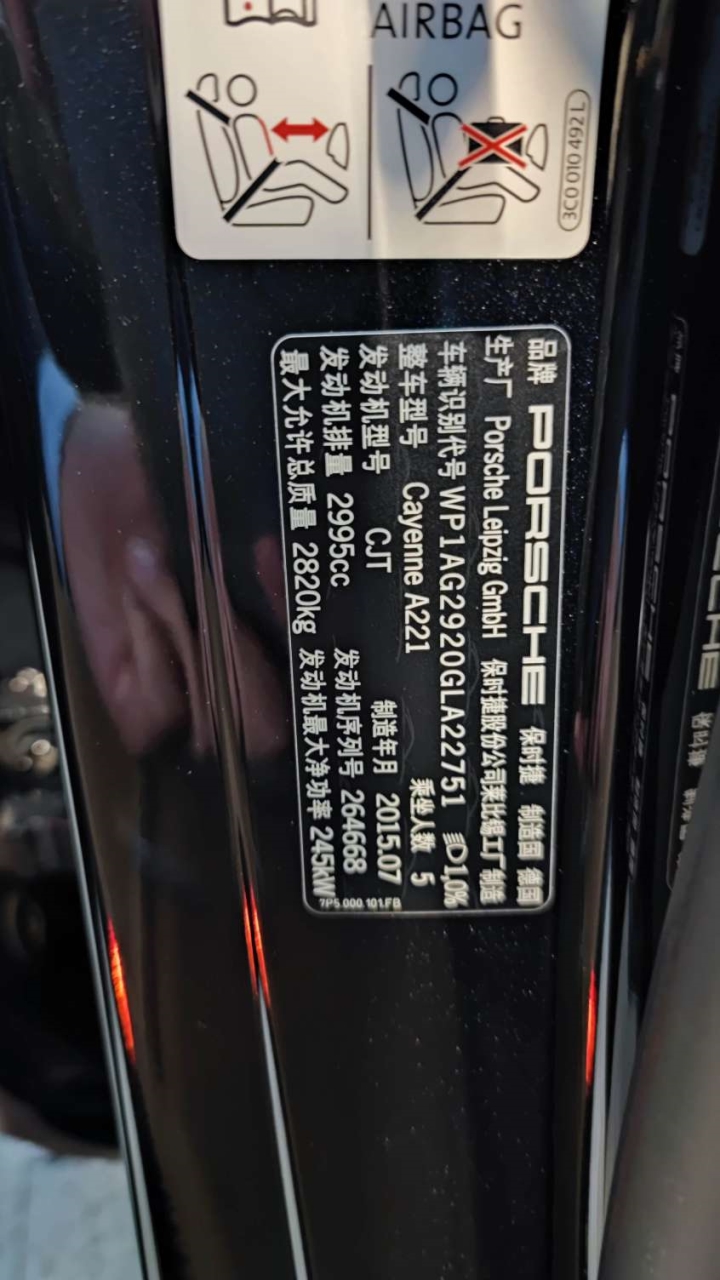 AIRBAG
3C0 010 492 L
品牌 PORSCHE 保时捷 制造国 德国
生产厂 Porsche Leipzig GmbH 保时捷股份公司莱比锡工厂制造
车辆识别代号 WP1AG2920GLA22751 1,0%
整车型号 Cayenne A221 乘坐人数 5
发动机型号 CJT 制造年月 2015.07
发动机排量 2995cc 发动机序列号 264668
最大允许总质量 2820kg 发动机最大净功率 245kW
7P5.000.101.FB